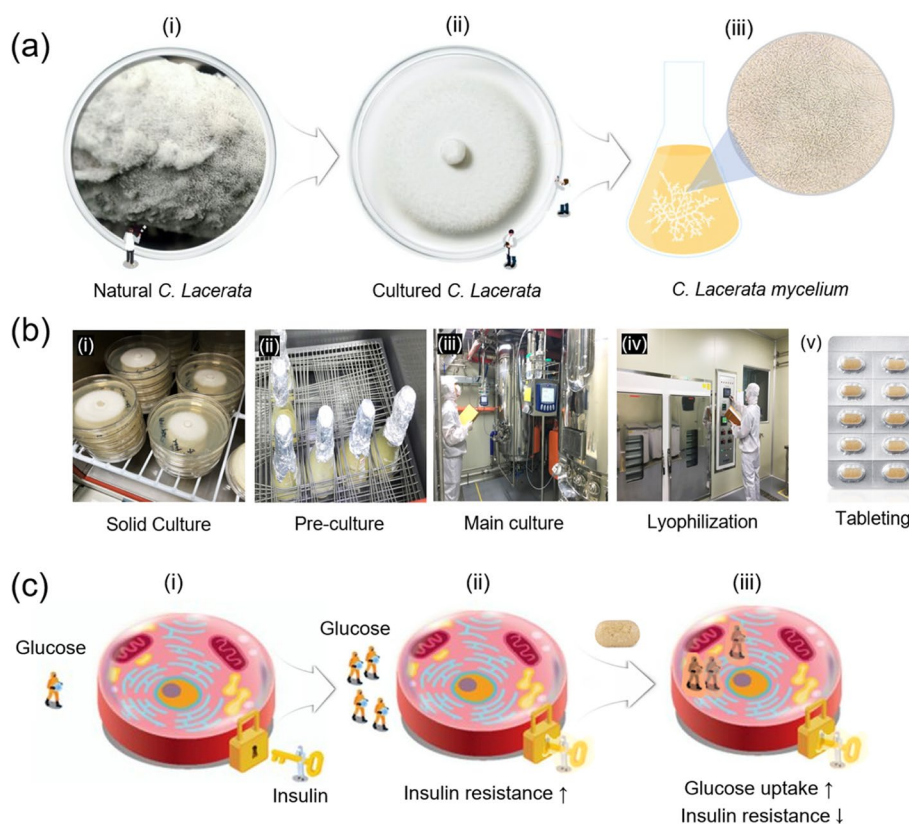 (a)
(i)
(ii)
(iii)
Natural C. Lacerata
Cultured C. Lacerata
C. Lacerata mycelium
(b)
(i)
(ii)
(iii)
(iv)
(v)
Solid Culture
Pre-culture
Main culture
Lyophilization
Tableting
(c)
(i)
(ii)
(iii)
Glucose
Glucose
Insulin
Insulin resistance ↑
Glucose uptake ↑
Insulin resistance ↓